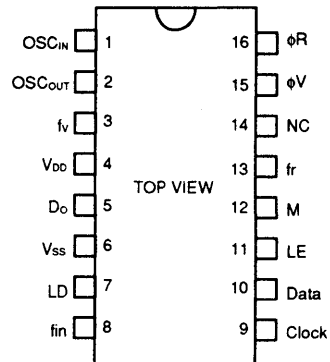 OSCIN 1 16 φR
OSCOUT 2 15 φV
fv 3 14 NC
VDD 4 13 fr
TOP VIEW
DO 5 12 M
VSS 6 11 LE
LD 7 10 Data
fin 8 9 Clock